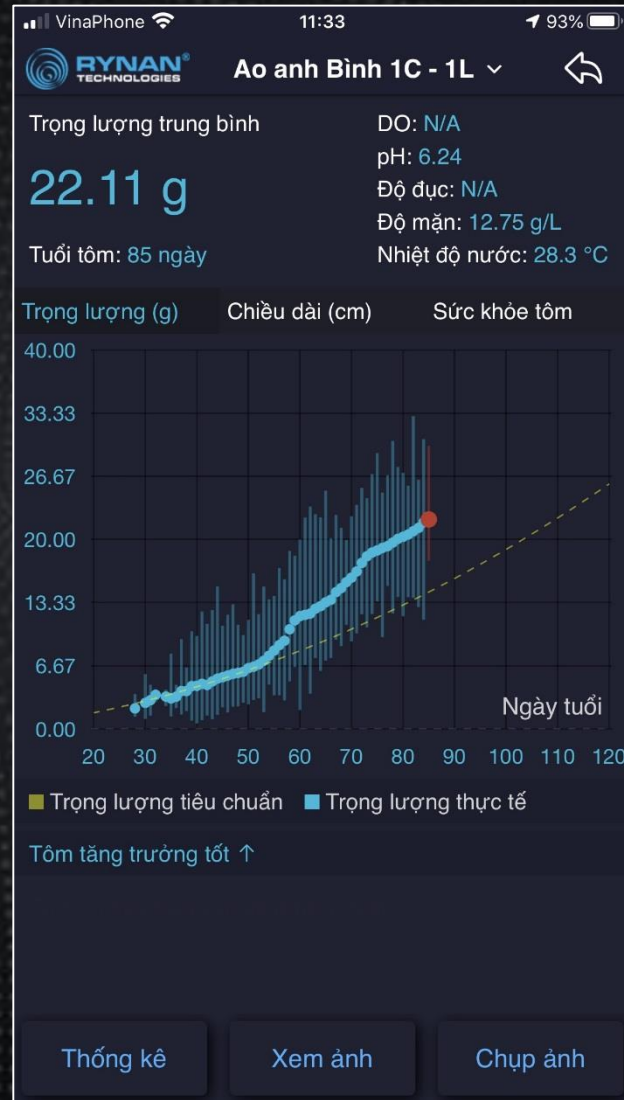 VinaPhone 11:33 93%
RYNAN®
TECHNOLOGIES
Ao anh Bình 1C - 1L
Trọng lượng trung bình
22.11 g
Tuổi tôm: 85 ngày
DO: N/A
pH: 6.24
Độ đục: N/A
Độ mặn: 12.75 g/L
Nhiệt độ nước: 28.3 °C
Trọng lượng (g) Chiều dài (cm) Sức khỏe tôm
40.00
33.33
26.67
20.00
13.33
6.67
0.00
Ngày tuổi
20 30 40 50 60 70 80 90 100 110 120
Trọng lượng tiêu chuẩn Trọng lượng thực tế
Tôm tăng trưởng tốt ↑
Thống kê Xem ảnh Chụp ảnh